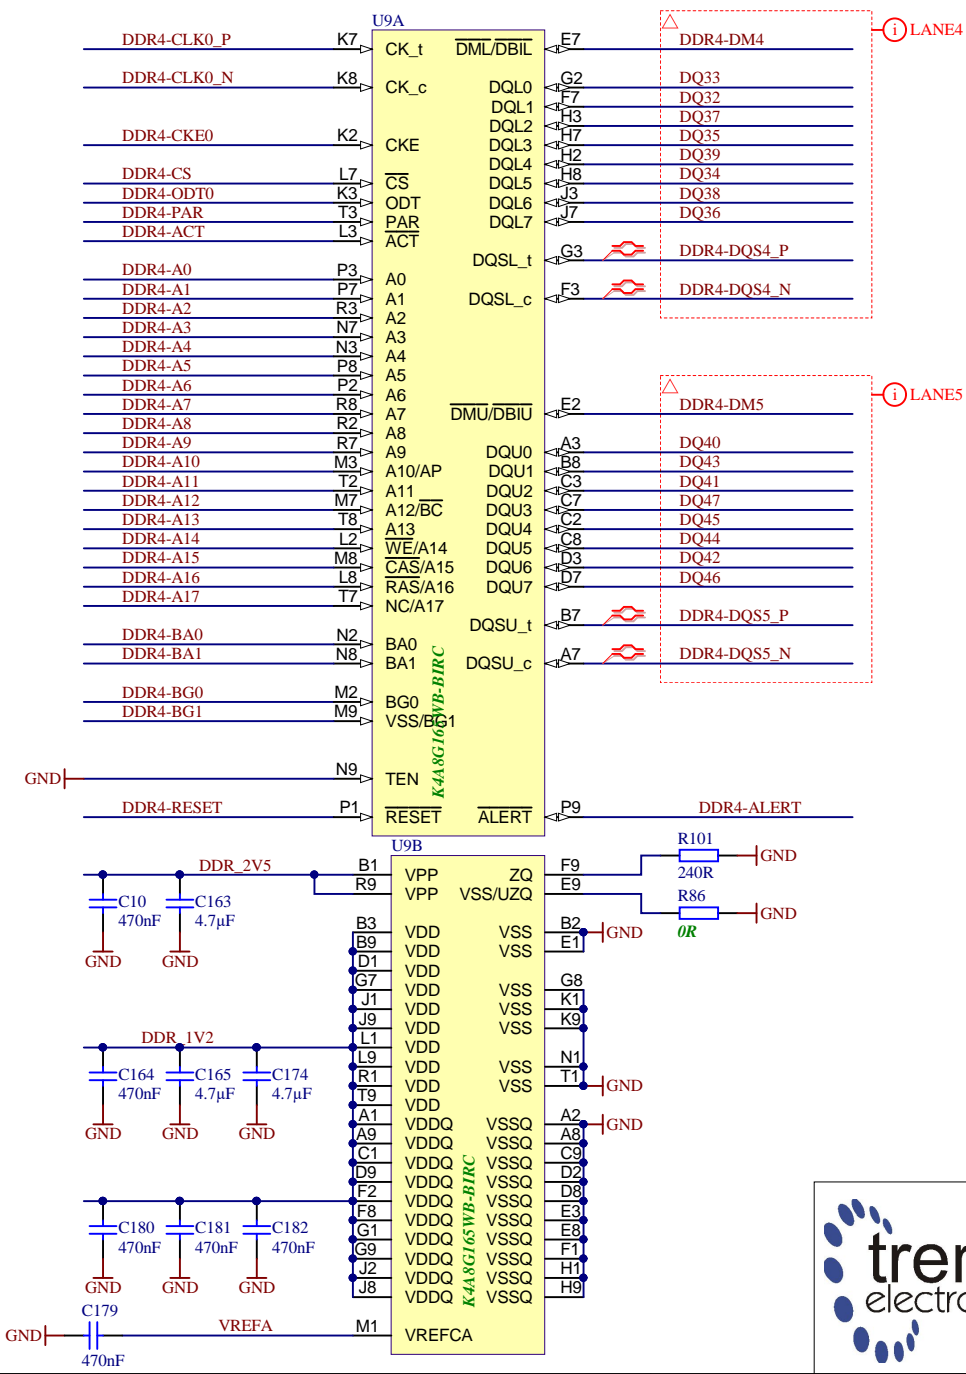 U9A
DDR4-CLK0_P K7 CK_t DML/DBIL E7 DDR4-DM4 LANE4
DDR4-CLK0_N K8 CK_c DQL0 G2 DQ33
DQL1 F7 DQ32
DQL2 H3 DQ37
DDR4-CKE0 K2 CKE DQL3 H7 DQ35
DQL4 H2 DQ39
DDR4-CS L7 CS DQL5 H8 DQ34
DDR4-ODT0 K3 ODT DQL6 J3 DQ38
DDR4-PAR T3 PAR DQL7 J7 DQ36
DDR4-ACT L3 ACT
DQSL_t G3 DDR4-DQS4_P
DDR4-A0 P3 A0
DDR4-A1 P7 A1 DQSL_c F3 DDR4-DQS4_N
DDR4-A2 R3 A2
DDR4-A3 N7 A3
DDR4-A4 N3 A4
DDR4-A5 P8 A5
DDR4-A6 P2 A6
DDR4-A7 R8 A7 DMU/DBIU E2 DDR4-DM5 LANE5
DDR4-A8 R2 A8
DDR4-A9 R7 A9 DQU0 A3 DQ40
DDR4-A10 M3 A10/AP DQU1 B8 DQ43
DDR4-A11 T2 A11 DQU2 C3 DQ41
DDR4-A12 M7 A12/BC DQU3 C7 DQ47
DDR4-A13 T8 A13 DQU4 C2 DQ45
DDR4-A14 L2 WE/A14 DQU5 C8 DQ44
DDR4-A15 M8 CAS/A15 DQU6 D3 DQ42
DDR4-A16 L8 RAS/A16 DQU7 D7 DQ46
DDR4-A17 T7 NC/A17
DQSU_t B7 DDR4-DQS5_P
DDR4-BA0 N2 BA0
DDR4-BA1 N8 BA1 DQSU_c A7 DDR4-DQS5_N
DDR4-BG0 M2 BG0
DDR4-BG1 M9 VSS/BG1
K4A8G165WB-BIRC
GND N9 TEN
DDR4-RESET P1 RESET ALERT P9 DDR4-ALERT
U9B
DDR_2V5 B1 VPP ZQ F9 R101 240R GND
R9 VPP VSS/UZQ E9 R86 0R GND
C10 470nF GND
C163 4.7µF GND
B3 VDD VSS B2 GND
B9 VDD VSS E1
D1 VDD
G7 VDD VSS G8
J1 VDD VSS K1
J9 VDD VSS K9
DDR_1V2 L1 VDD
L9 VDD VSS N1
R1 VDD VSS T1 GND
T9 VDD
C164 470nF GND
C165 4.7µF GND
C174 4.7µF GND
A1 VDDQ VSSQ A2 GND
A9 VDDQ VSSQ A8
C1 VDDQ VSSQ C9
D9 VDDQ VSSQ D2
F2 VDDQ VSSQ D8
F8 VDDQ VSSQ E3
G1 VDDQ VSSQ E8
G9 VDDQ VSSQ F1
J2 VDDQ VSSQ H1
J8 VDDQ VSSQ H9
C180 470nF GND
C181 470nF GND
C182 470nF GND
K4A8G165WB-BIRC
GND C179 470nF VREFA M1 VREFCA
tren
electro